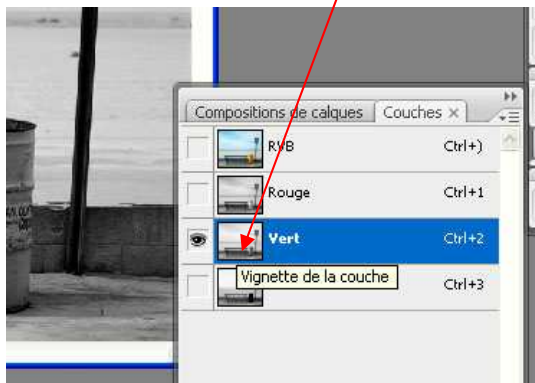 Compositions de calques Couches ×
RVB Ctrl+)
Rouge Ctrl+1
Vert Ctrl+2
Vignette de la couche
Ctrl+3